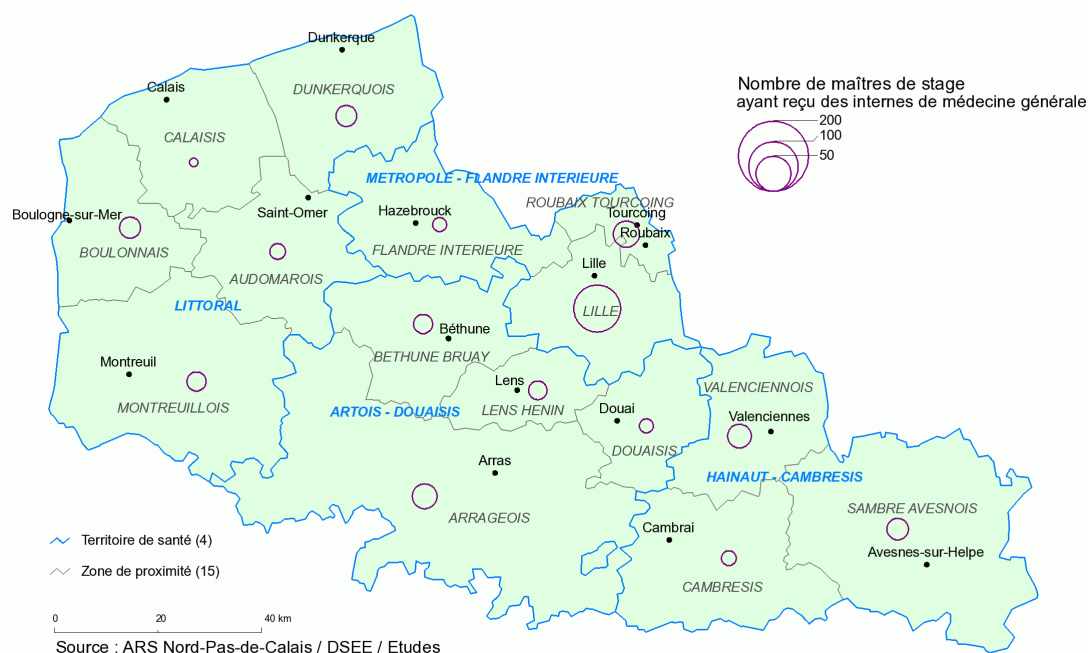 Dunkerque
DUNKERQUOIS
Calais
CALAISIS
Nombre de maîtres de stage
ayant reçu des internes de médecine générale
200
100
50
METROPOLE - FLANDRE INTERIEURE
Saint-Omer
Hazebrouck
FLANDRE INTERIEURE
ROUBAIX TOURCOING
Tourcoing
Roubaix
Boulogne-sur-Mer
BOULONNAIS
AUDOMAROIS
Lille
LILLE
LITTORAL
Béthune
BETHUNE BRUAY
Montreuil
MONTREUILLOIS
Lens
LENS HENIN
ARTOIS - DOUAISIS
Douai
DOUAISIS
VALENCIENNOIS
Valenciennes
HAINAUT - CAMBRESIS
Arras
ARRAGEOIS
Cambrai
CAMBRESIS
SAMBRE AVESNOIS
Avesnes-sur-Helpe
Territoire de santé (4)
Zone de proximité (15)
0 20 40 km
Source : ARS Nord-Pas-de-Calais / DSEE / Etudes